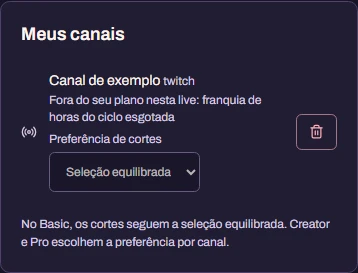 Meus canais
Canal de exemplo twitch
Fora do seu plano nesta live: franquia de
horas do ciclo esgotada
Preferência de cortes
Seleção equilibrada
No Basic, os cortes seguem a seleção equilibrada. Creator
e Pro escolhem a preferência por canal.